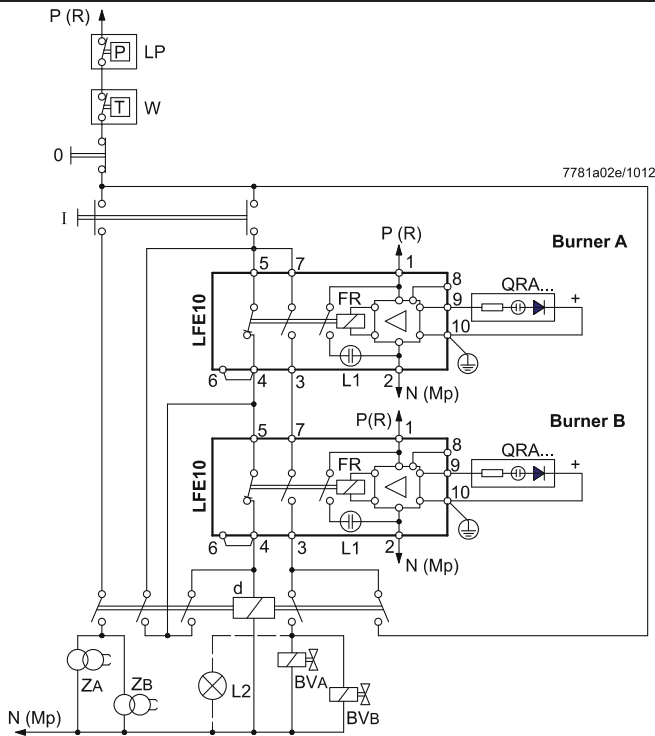 P (R)
P LP
T W
0
7781a02e/1012
I
P (R)
Burner A
5 7 1 8
LFE10
FR
9
QRA...
+
10
6 4 3 L1 2
N (Mp)
P(R)
Burner B
5 7 1 8
LFE10
FR
9
QRA...
+
10
6 4 3 L1 2
N (Mp)
d
ZA ZB L2 BVA
BVB
N (Mp)